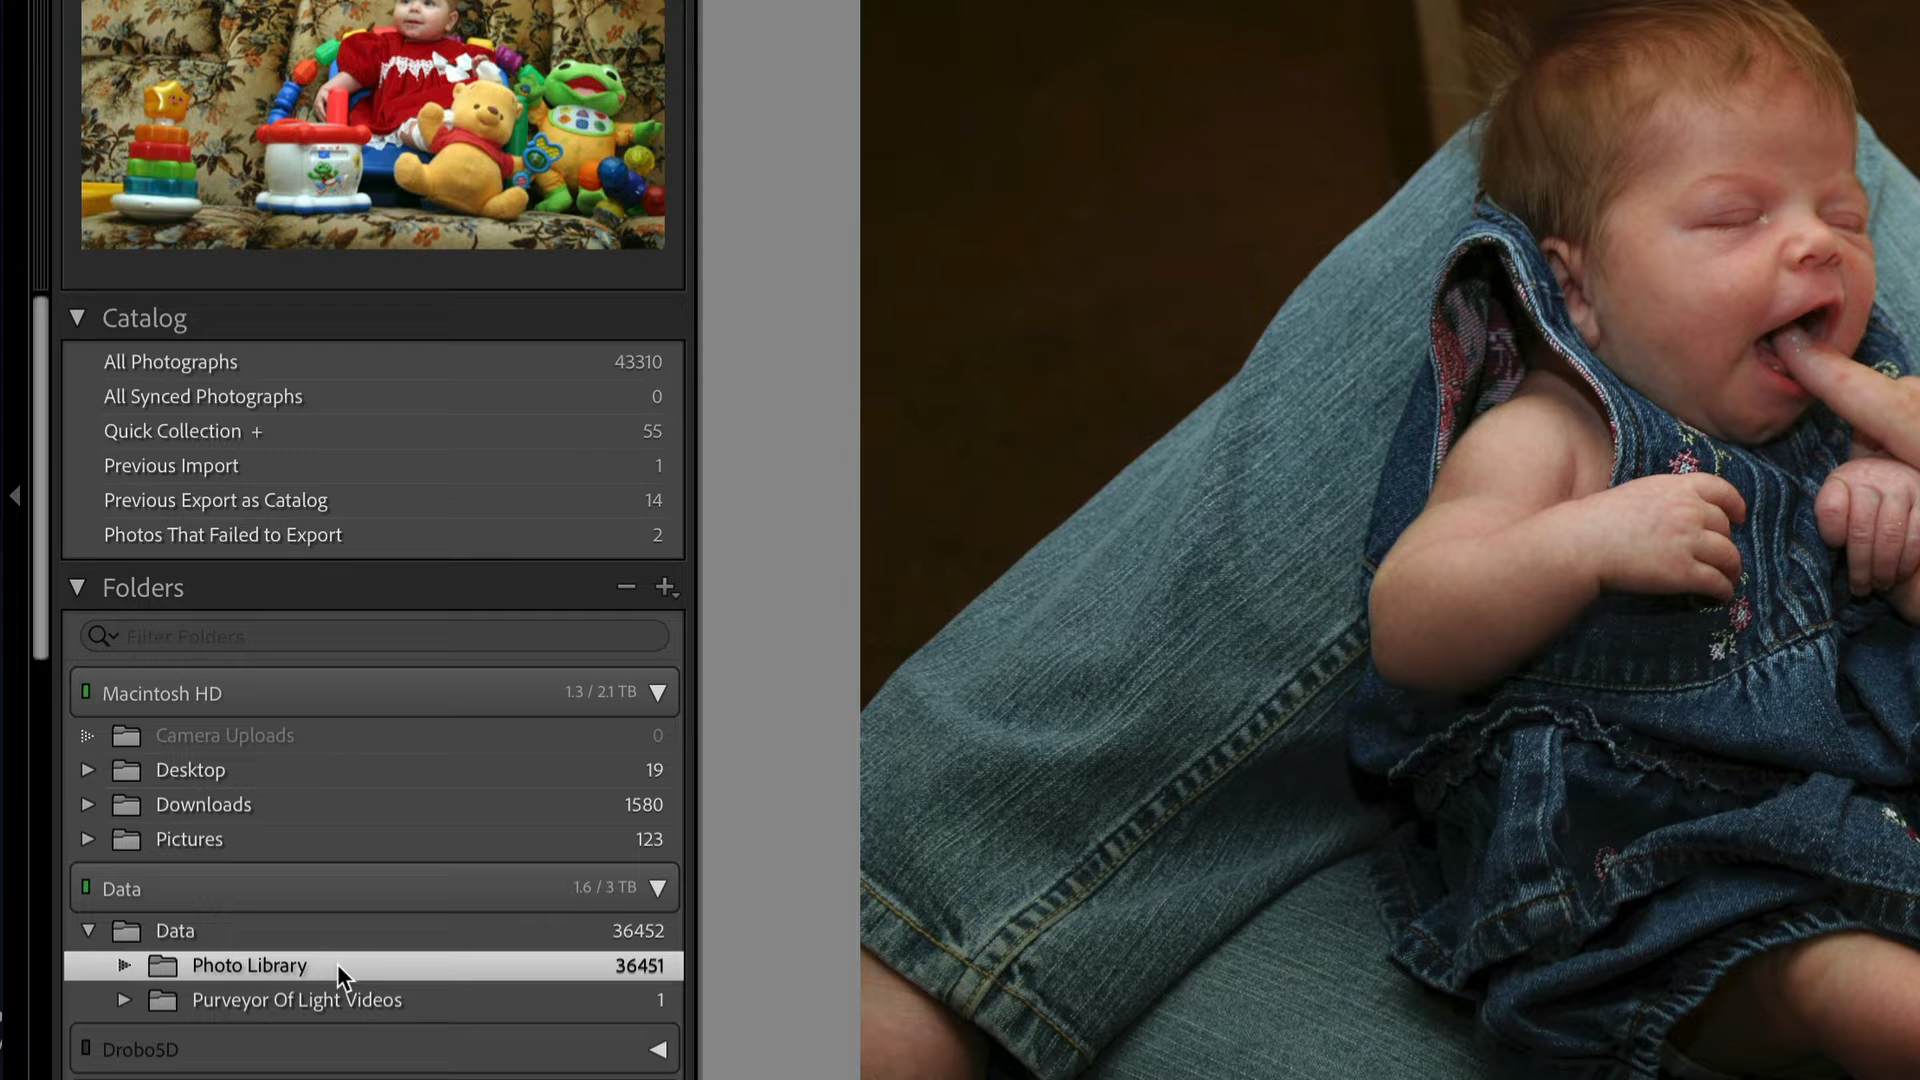 Catalog
All Photographs 43310
All Synced Photographs 0
Quick Collection + 55
Previous Import 1
Previous Export as Catalog 14
Photos That Failed to Export 2
Folders
Filter Folders
Macintosh HD 1.3 / 2.1 TB
Camera Uploads 0
Desktop 19
Downloads 1580
Pictures 123
Data 1.6 / 3 TB
Data 36452
Photo Library 36451
Purveyor Of Light Videos 1
Drobo5D